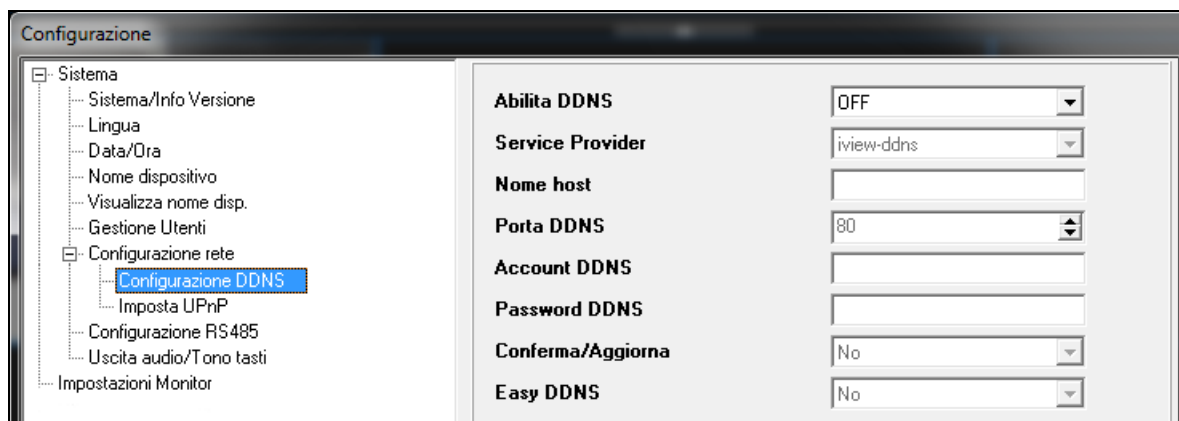 Configurazione
Sistema
Sistema/Info Versione
Lingua
Data/Ora
Nome dispositivo
Visualizza nome disp.
Gestione Utenti
Configurazione rete
Configurazione DDNS
Imposta UPnP
Configurazione RS485
Uscita audio/Tono tasti
Impostazioni Monitor
Abilita DDNS OFF
Service Provider iview-ddns
Nome host
Porta DDNS 80
Account DDNS
Password DDNS
Conferma/Aggiorna No
Easy DDNS No